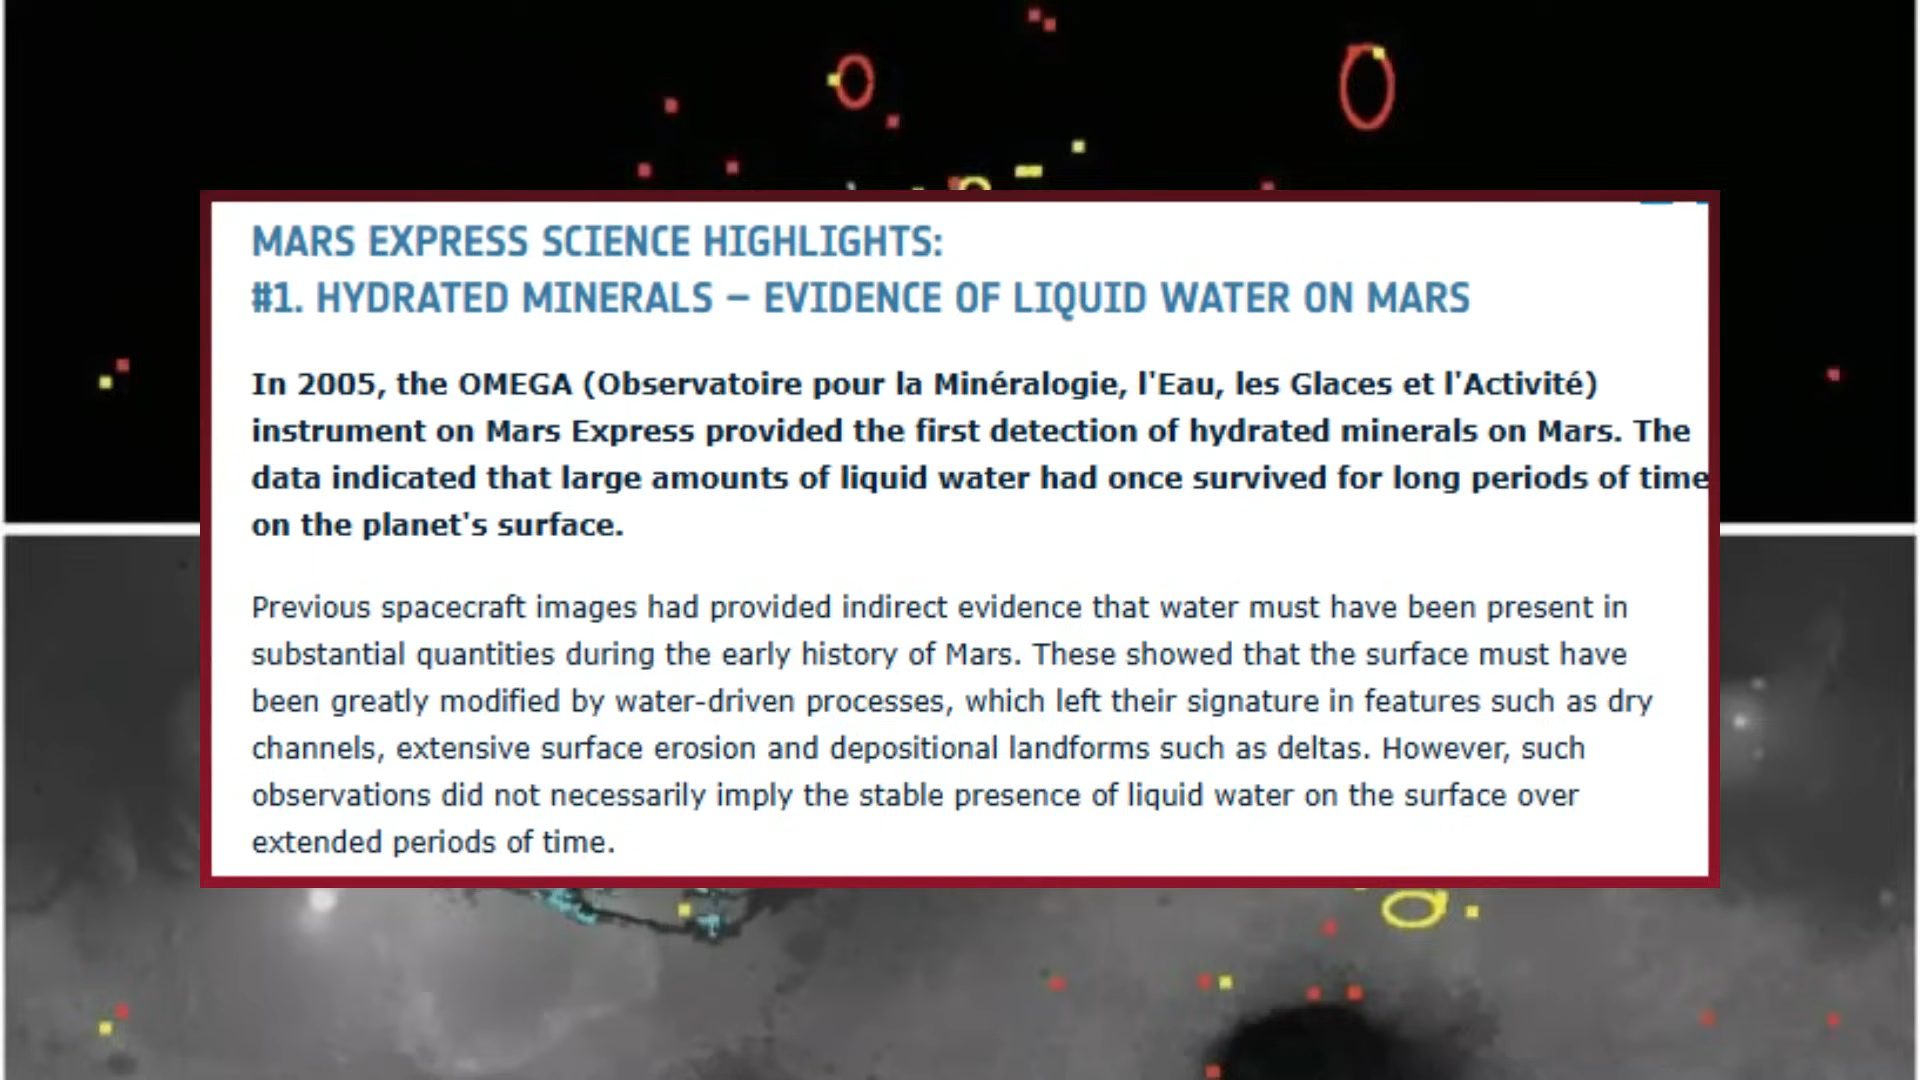 MARS EXPRESS SCIENCE HIGHLIGHTS:
#1. HYDRATED MINERALS – EVIDENCE OF LIQUID WATER ON MARS
In 2005, the OMEGA (Observatoire pour la Minéralogie, l'Eau, les Glaces et l'Activité)
instrument on Mars Express provided the first detection of hydrated minerals on Mars. The
data indicated that large amounts of liquid water had once survived for long periods of time
on the planet's surface.
Previous spacecraft images had provided indirect evidence that water must have been present in
substantial quantities during the early history of Mars. These showed that the surface must have
been greatly modified by water-driven processes, which left their signature in features such as dry
channels, extensive surface erosion and depositional landforms such as deltas. However, such
observations did not necessarily imply the stable presence of liquid water on the surface over
extended periods of time.